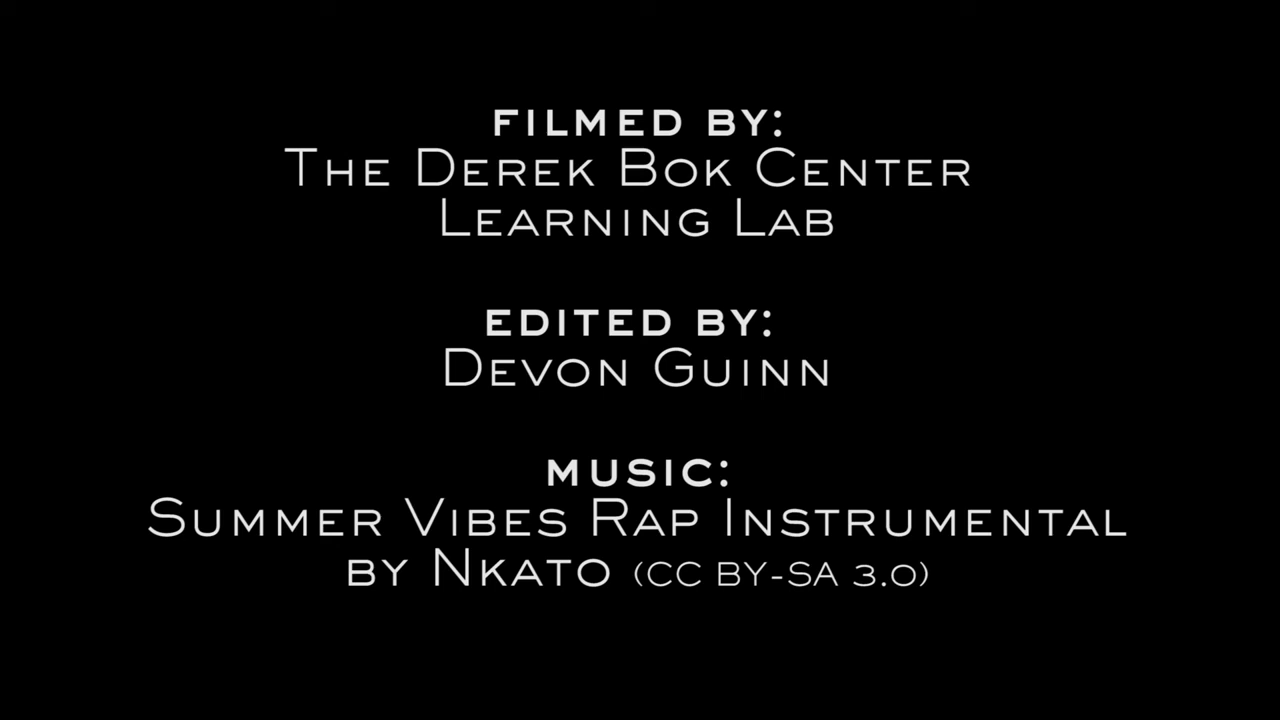 FILMED BY:
THE DEREK BOK CENTER
LEARNING LAB
EDITED BY:
DEVON GUINN
MUSIC:
SUMMER VIBES RAP INSTRUMENTAL
BY NKATO (CC BY-SA 3.0)